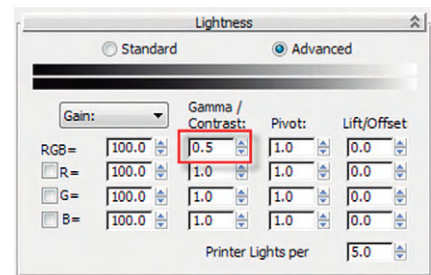 Lightness
Standard Advanced
Gain: Gamma / Contrast: Pivot: Lift/Offset
RGB= 100.0 0.5 1.0 0.0
R= 100.0 1.0 1.0 0.0
G= 100.0 1.0 1.0 0.0
B= 100.0 1.0 1.0 0.0
Printer Lights per 5.0